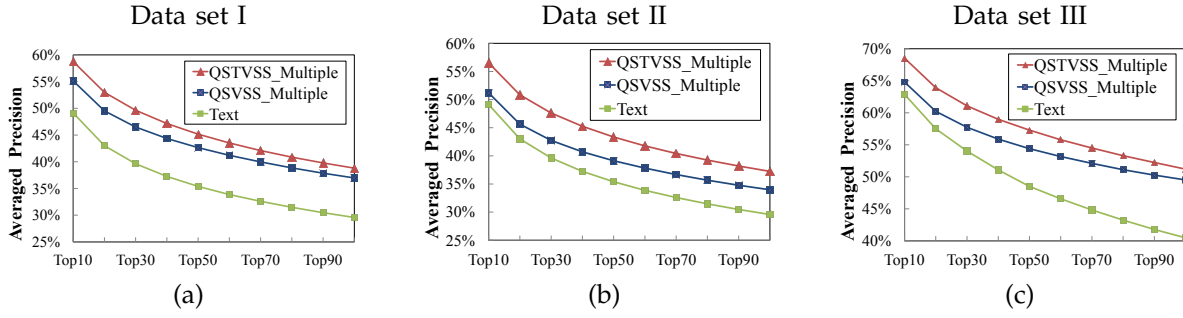 Data set I
Averaged Precision
60%
55%
50%
45%
40%
35%
30%
25%
QSTVSS_Multiple
QSVSS_Multiple
Text
Top10 Top30 Top50 Top70 Top90
(a)
Data set II
Averaged Precision
60%
55%
50%
45%
40%
35%
30%
25%
QSTVSS_Multiple
QSVSS_Multiple
Text
Top10 Top30 Top50 Top70 Top90
(b)
Data set III
Averaged Precision
70%
65%
60%
55%
50%
45%
40%
QSTVSS_Multiple
QSVSS_Multiple
Text
Top10 Top30 Top50 Top70 Top90
(c)